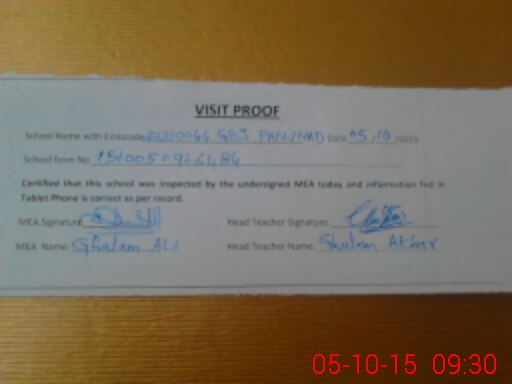 VISIT PROOF
School Name with Emiscode GES PANJNAD Date 05/10/2015
School Form No
Certified that this school was inspected by the undersigned MEA today and information fed in
Tablet Phone is correct as per record.
MEA Signature Head Teacher Signature
MEA Name: Ghulam ALI Head Teacher Name: Ghulam Akbar
05-10-15 09:30